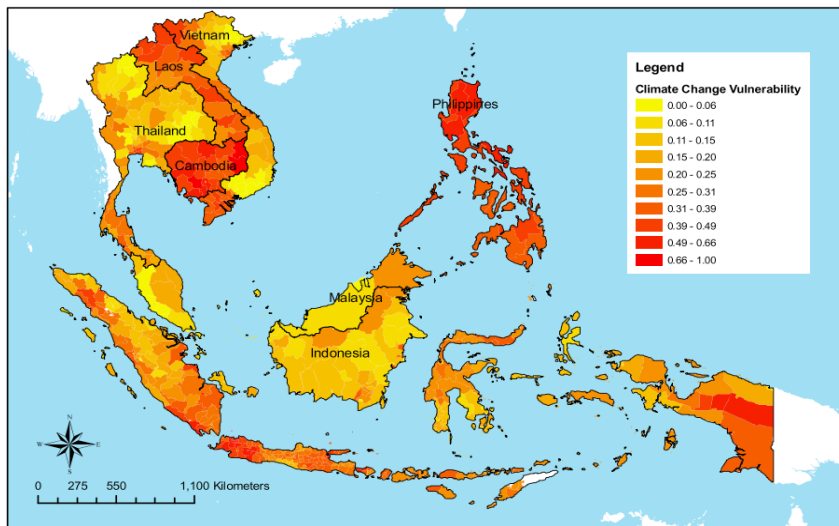 Vietnam
Laos
Philippines
Thailand
Cambodia
Malaysia
Indonesia
Legend
Climate Change Vulnerability
0.00 - 0.06
0.06 - 0.11
0.11 - 0.15
0.15 - 0.20
0.20 - 0.25
0.25 - 0.31
0.31 - 0.39
0.39 - 0.49
0.49 - 0.66
0.66 - 1.00
N
W E
S
0 275 550 1,100 Kilometers